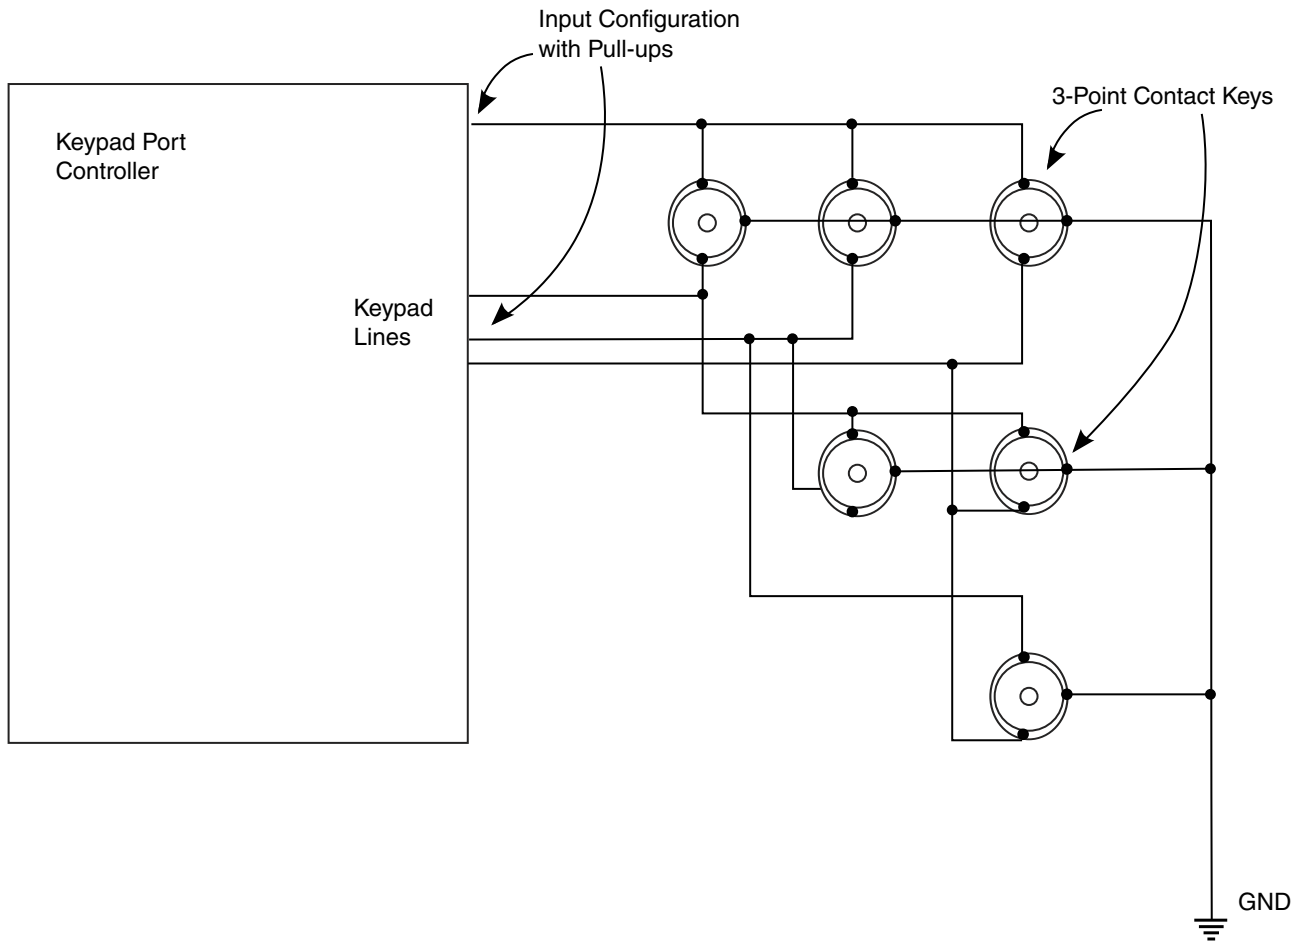 Input Configuration
with Pull-ups
3-Point Contact Keys
Keypad Port
Controller
Keypad
Lines
GND